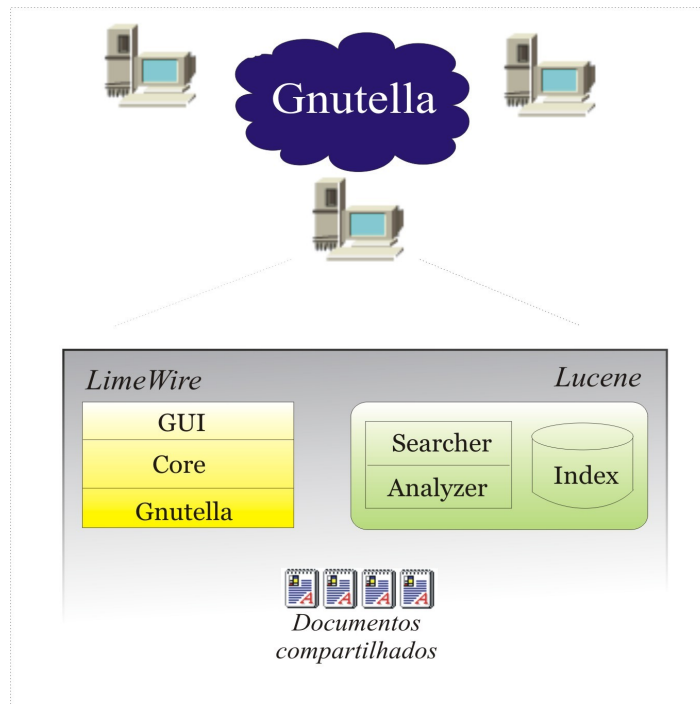 Gnutella
LimeWire
Lucene
GUI
Core
Gnutella
Searcher
Analyzer
Index
Documentos
compartilhados